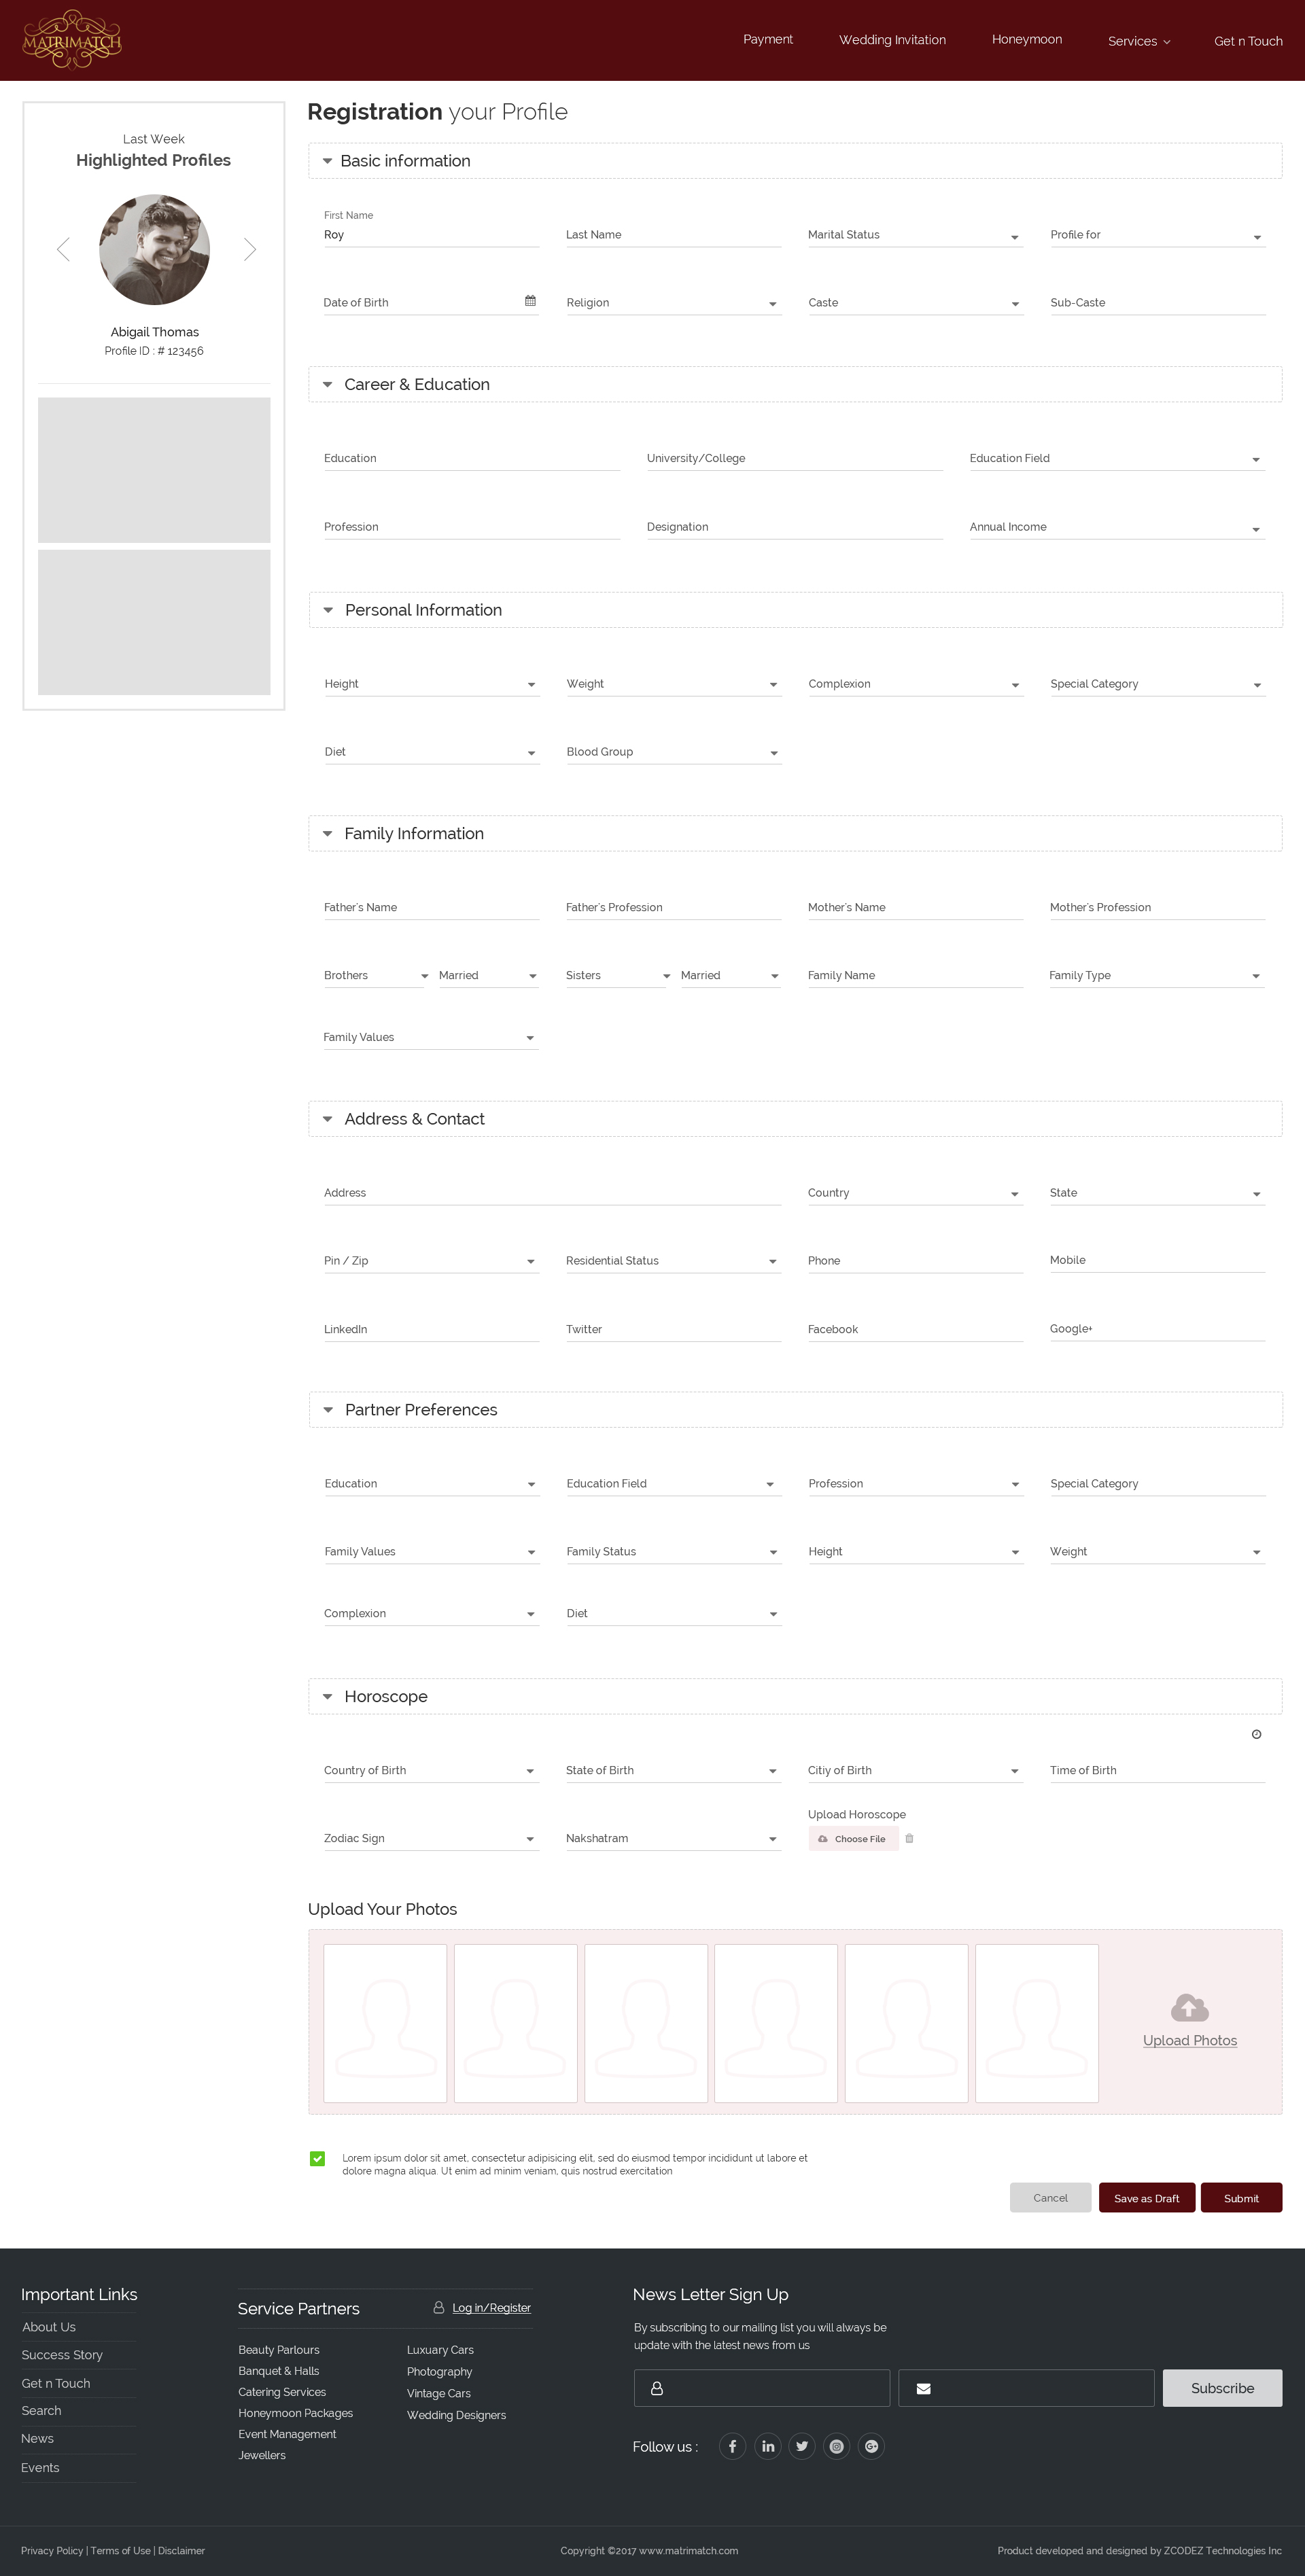 MATRIMATCH
Payment Wedding Invitation Honeymoon Services Get n Touch
Last Week
Highlighted Profiles
Abigail Thomas
Profile ID : # 123456
Registration your Profile
Basic information
First Name
Roy Last Name Marital Status Profile for
Date of Birth Religion Caste Sub-Caste
Career & Education
Education University/College Education Field
Profession Designation Annual Income
Personal Information
Height Weight Complexion Special Category
Diet Blood Group
Family Information
Father's Name Father's Profession Mother's Name Mother's Profession
Brothers Married Sisters Married Family Name Family Type
Family Values
Address & Contact
Address Country State
Pin / Zip Residential Status Phone Mobile
LinkedIn Twitter Facebook Google+
Partner Preferences
Education Education Field Profession Special Category
Family Values Family Status Height Weight
Complexion Diet
Horoscope
Country of Birth State of Birth Citiy of Birth Time of Birth
Upload Horoscope
Zodiac Sign Nakshatram Choose File
Upload Your Photos
Upload Photos
Lorem ipsum dolor sit amet, consectetur adipisicing elit, sed do eiusmod tempor incididunt ut labore et
dolore magna aliqua. Ut enim ad minim veniam, quis nostrud exercitation
Cancel Save as Draft Submit
Important Links
About Us
Success Story
Get n Touch
Search
News
Events
Service Partners Log in/Register
Beauty Parlours
Banquet & Halls
Catering Services
Honeymoon Packages
Event Management
Jewellers
Luxuary Cars
Photography
Vintage Cars
Wedding Designers
News Letter Sign Up
By subscribing to our mailing list you will always be
update with the latest news from us
Subscribe
Follow us :
Privacy Policy | Terms of Use | Disclaimer Copyright ©2017 www.matrimatch.com Product developed and designed by ZCODEZ Technologies Inc